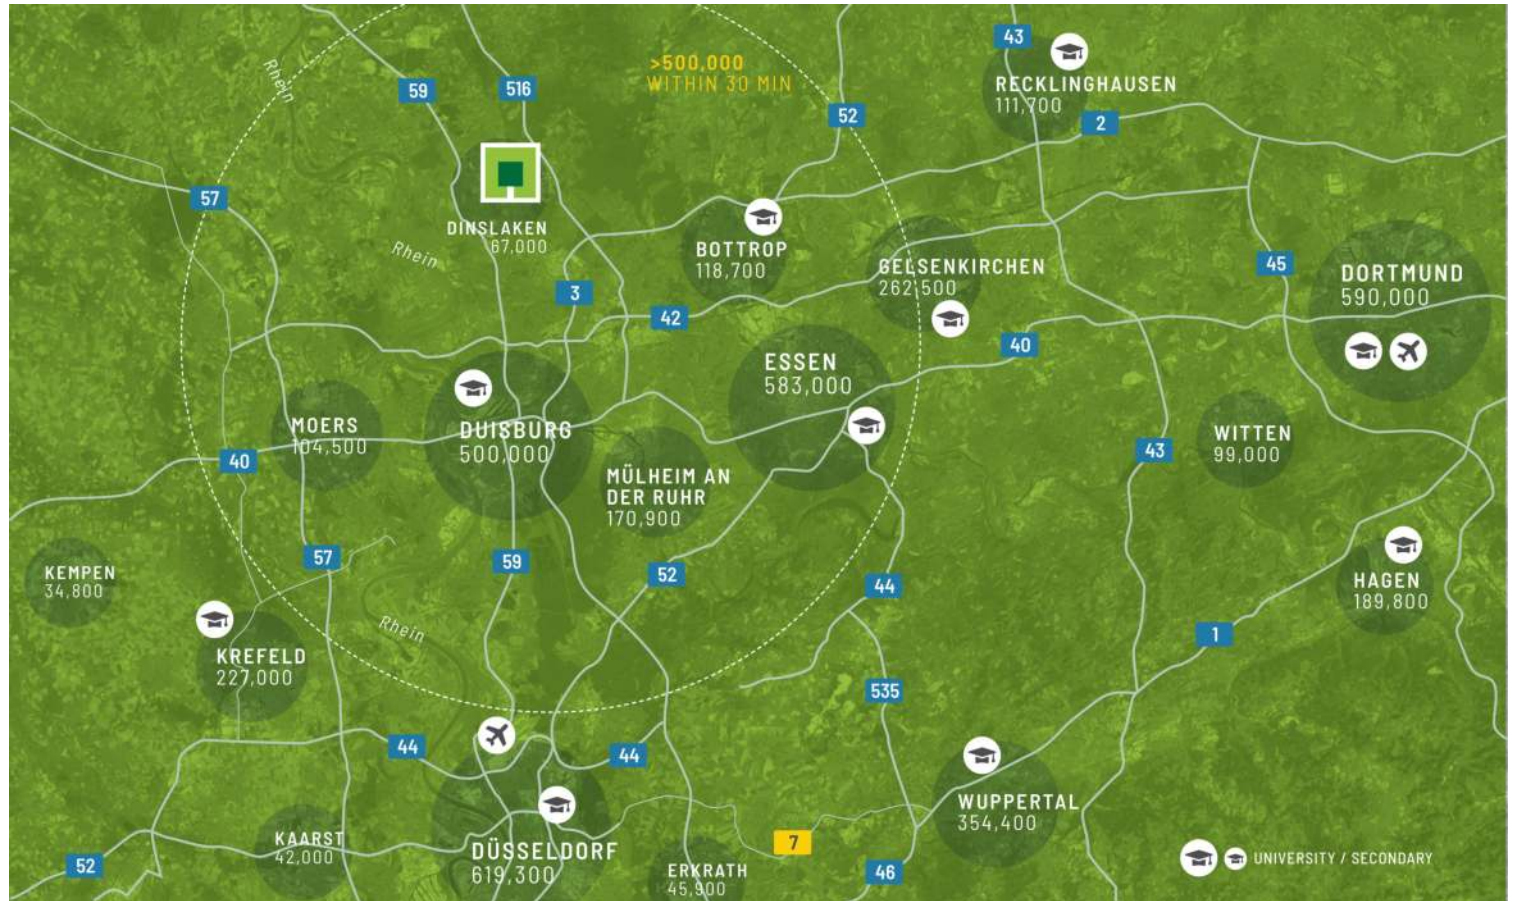 43
>500,000
WITHIN 30 MIN
Rhein
59
516
RECKLINGHAUSEN
111,700
52
2
57
DINSLAKEN
67,000
BOTTROP
118,700
Rhein
GELSENKIRCHEN
262,500
45
DORTMUND
590,000
3
42
40
ESSEN
583,000
MOERS
104,500
DUISBURG
500,000
WITTEN
99,000
43
40
MÜLHEIM AN
DER RUHR
170,900
57
59
52
44
KEMPEN
34,800
HAGEN
189,800
Rhein
1
KREFELD
227,000
535
44
44
WUPPERTAL
354,400
KAARST
42,000
7
DÜSSELDORF
619,300
52
ERKRATH
45,900
46
UNIVERSITY / SECONDARY